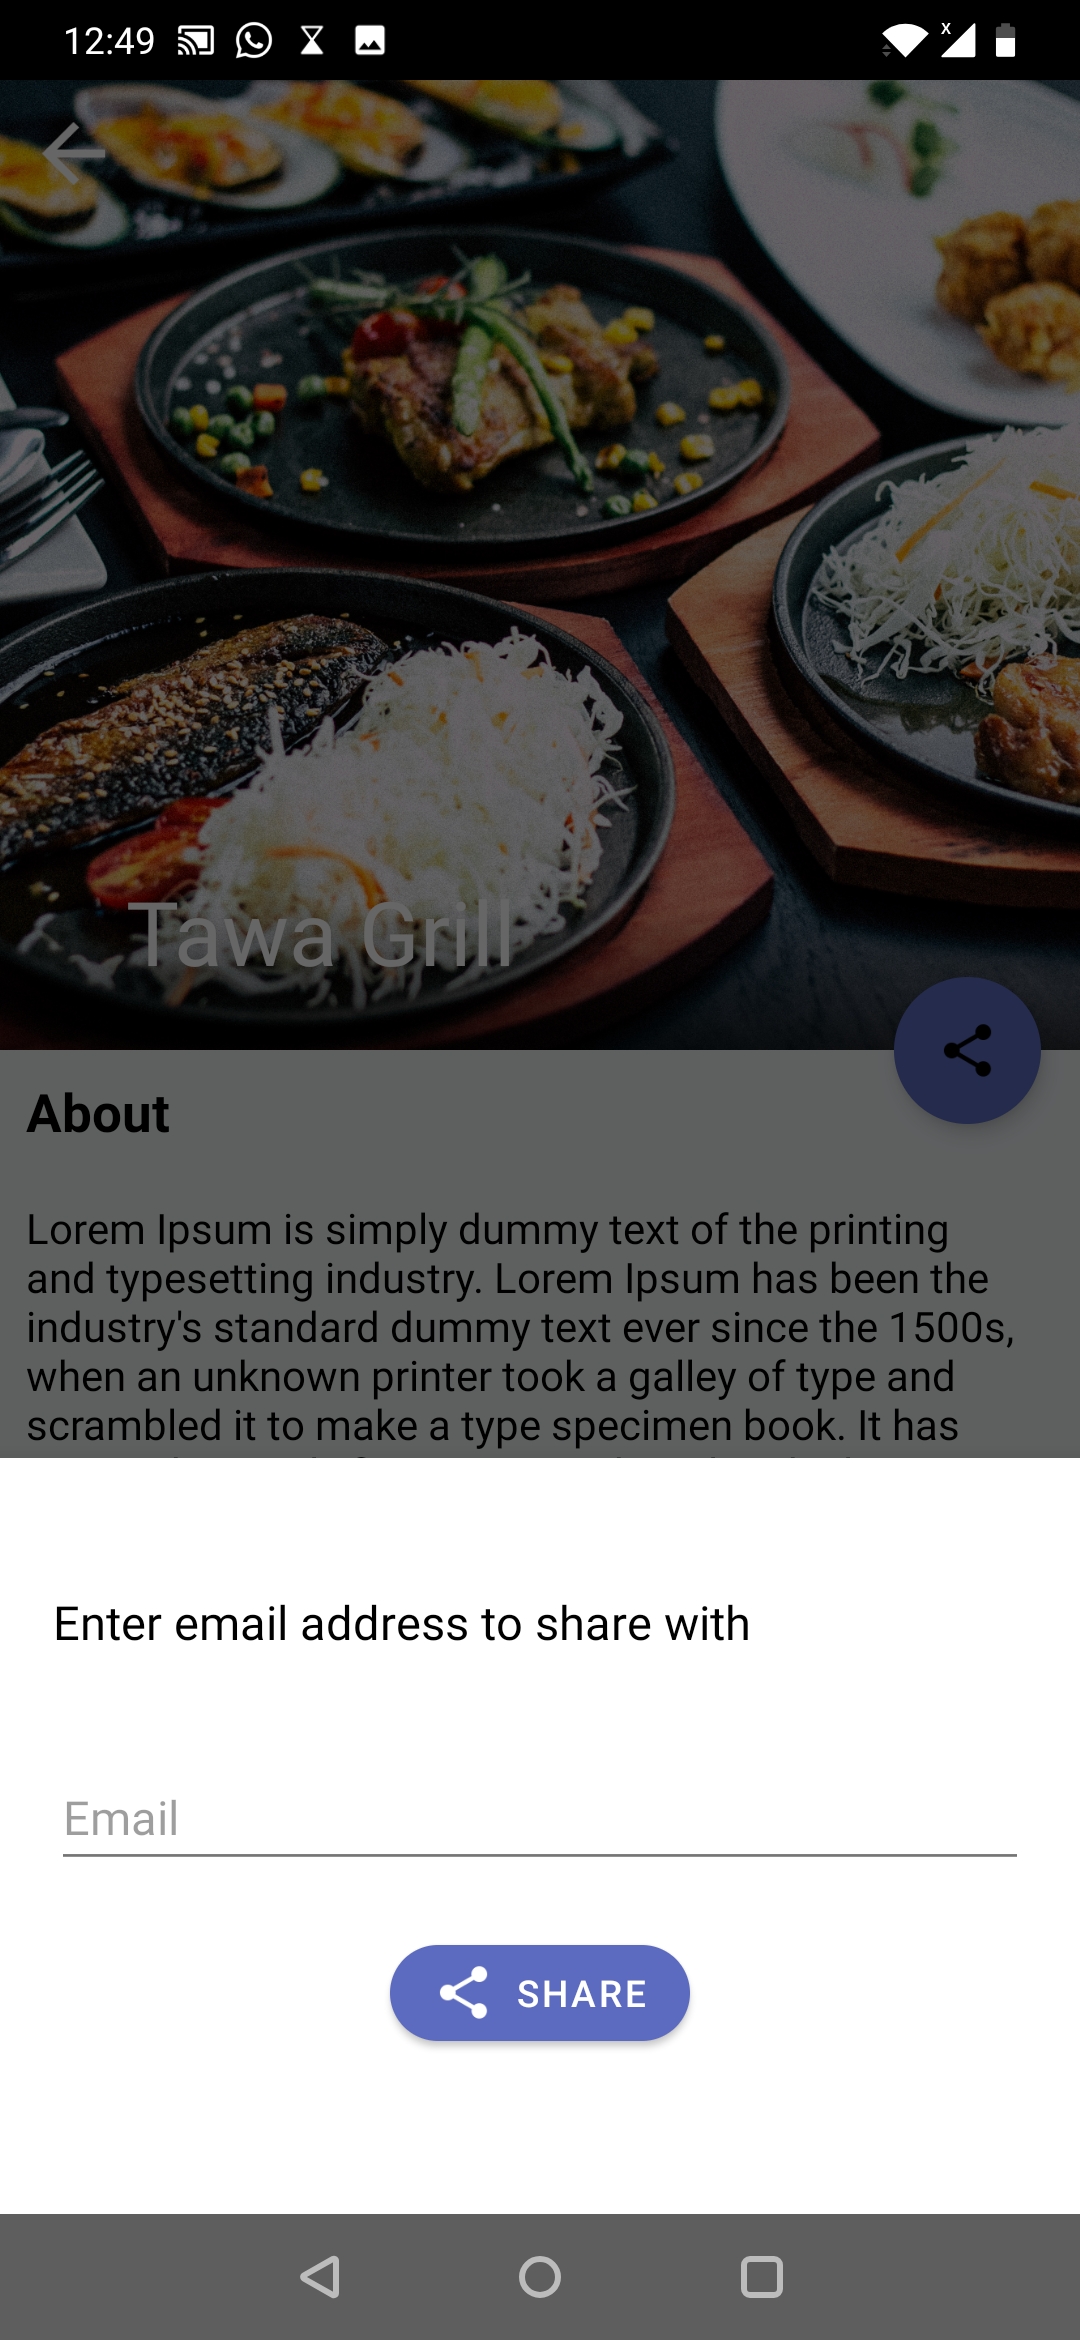 12:49
x
Tawa Grill
About
Lorem Ipsum is simply dummy text of the printing
and typesetting industry. Lorem Ipsum has been the
industry's standard dummy text ever since the 1500s,
when an unknown printer took a galley of type and
scrambled it to make a type specimen book. It has
Enter email address to share with
Email
SHARE